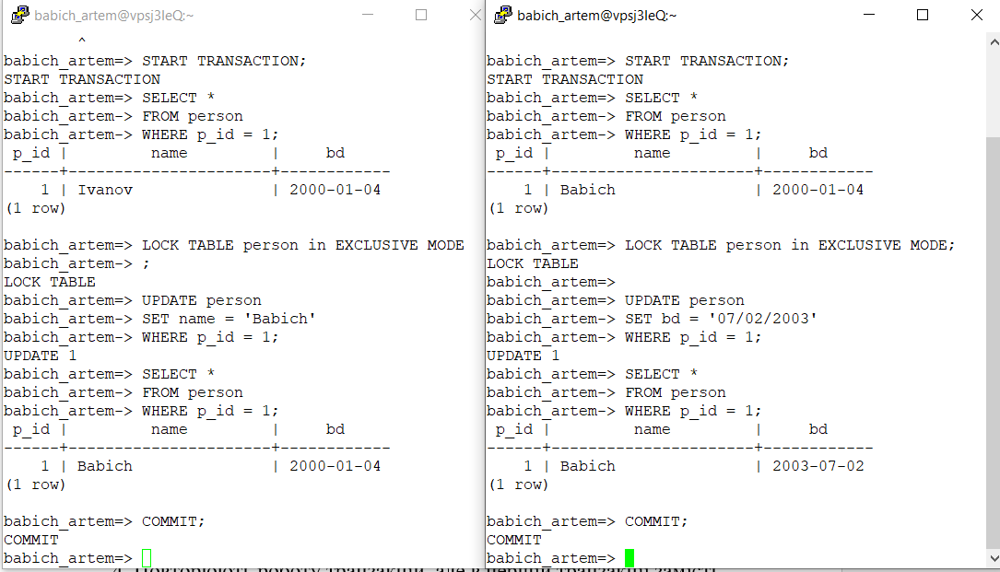 babich_artem@vpsj3leQ:~
^
babich_artem=> START TRANSACTION;
START TRANSACTION
babich_artem=> SELECT *
babich_artem-> FROM person
babich_artem-> WHERE p_id = 1;
p_id | name | bd
------+----------------------+------------
1 | Ivanov | 2000-01-04
(1 row)
babich_artem=> LOCK TABLE person in EXCLUSIVE MODE
babich_artem-> ;
LOCK TABLE
babich_artem=> UPDATE person
babich_artem-> SET name = 'Babich'
babich_artem-> WHERE p_id = 1;
UPDATE 1
babich_artem=> SELECT *
babich_artem-> FROM person
babich_artem-> WHERE p_id = 1;
p_id | name | bd
------+----------------------+------------
1 | Babich | 2000-01-04
(1 row)
babich_artem=> COMMIT;
COMMIT
babich_artem=>
babich_artem@vpsj3leQ:~
babich_artem=> START TRANSACTION;
START TRANSACTION
babich_artem=> SELECT *
babich_artem-> FROM person
babich_artem-> WHERE p_id = 1;
p_id | name | bd
------+----------------------+------------
1 | Babich | 2000-01-04
(1 row)
babich_artem=> LOCK TABLE person in EXCLUSIVE MODE;
LOCK TABLE
babich_artem=>
babich_artem=> UPDATE person
babich_artem-> SET bd = '07/02/2003'
babich_artem-> WHERE p_id = 1;
UPDATE 1
babich_artem=> SELECT *
babich_artem-> FROM person
babich_artem-> WHERE p_id = 1;
p_id | name | bd
------+----------------------+------------
1 | Babich | 2003-07-02
(1 row)
babich_artem=> COMMIT;
COMMIT
babich_artem=>